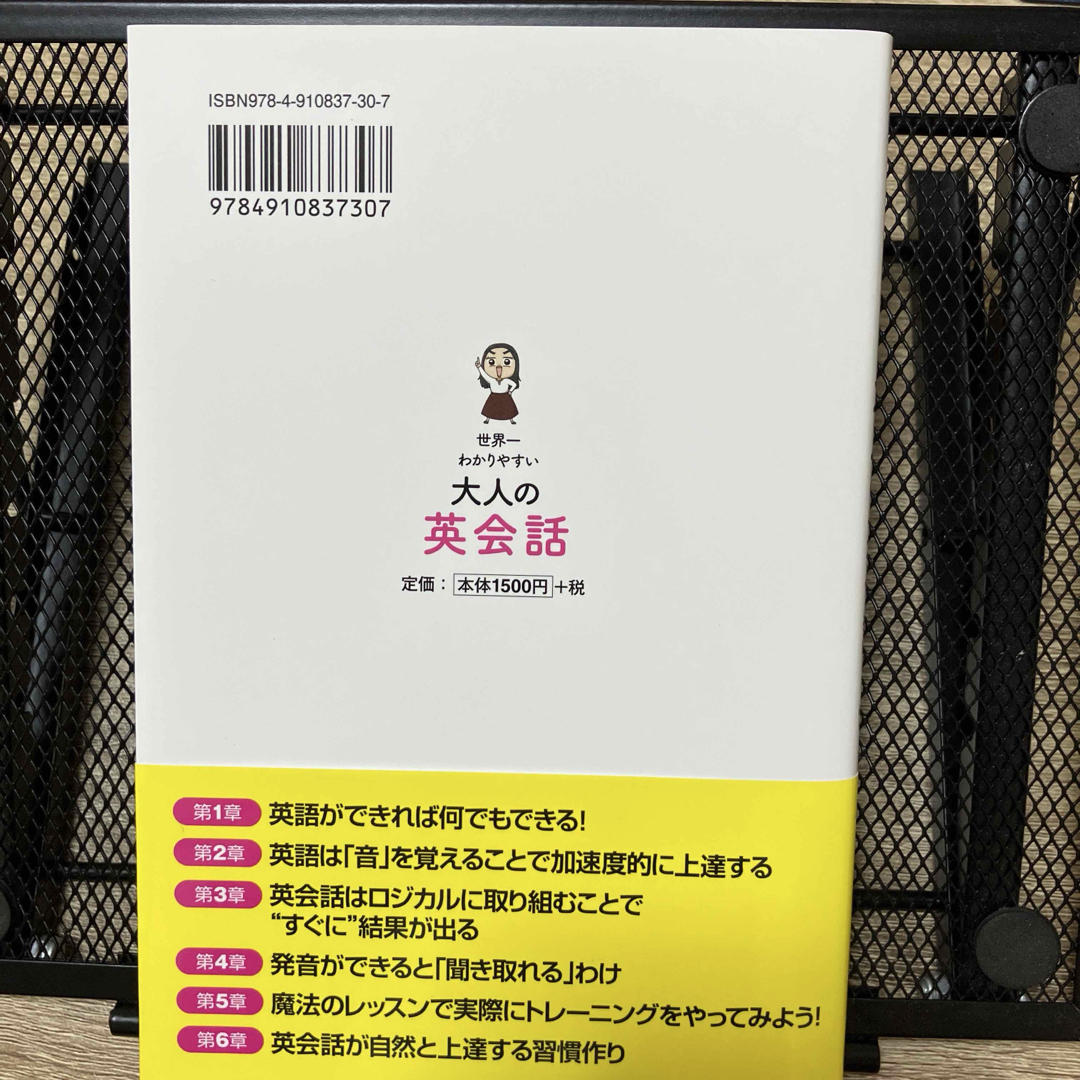 ISBN978-4-910837-30-7
9784910837307
世界一
わかりやすい
大人の
英会話
定価： 本体1500円 +税
第1章 英語ができれば何でもできる!
第2章 英語は「音」を覚えることで加速度的に上達する
第3章 英会話はロジカルに取り組むことで
“すぐに”結果が出る
第4章 発音ができると「聞き取れる」わけ
第5章 魔法のレッスンで実際にトレーニングをやってみよう!
第6章 英会話が自然と上達する習慣作り